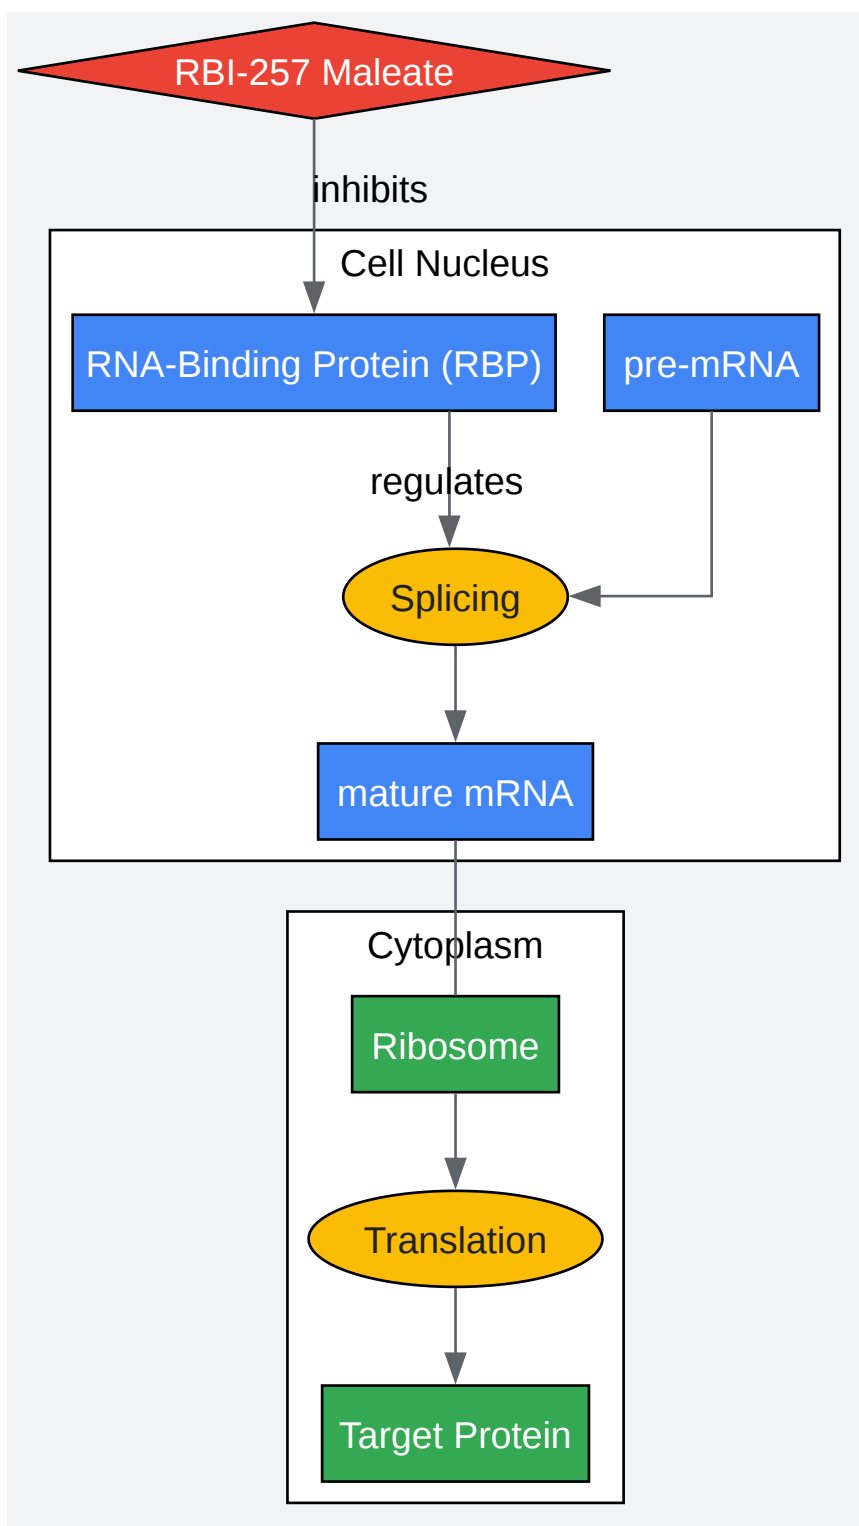 RBI-257 Maleate
inhibits
Cell Nucleus
RNA-Binding Protein (RBP)
pre-mRNA
regulates
Splicing
mature mRNA
Cytoplasm
Ribosome
Translation
Target Protein